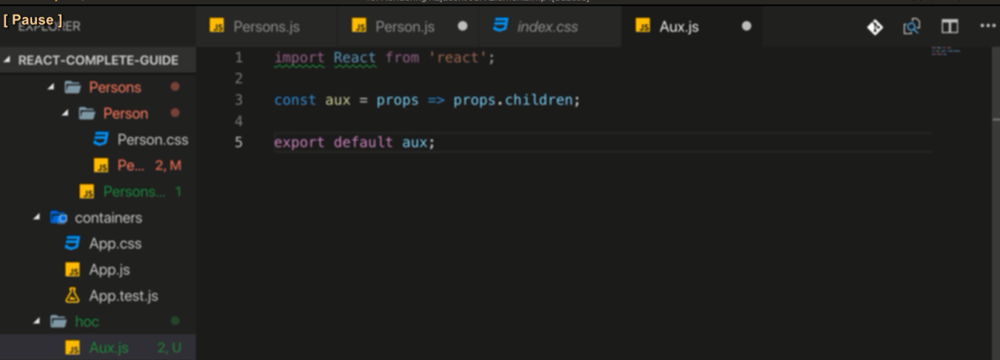 [ Pause ]
EXPLORER
Persons.js
Person.js
index.css
Aux.js
REACT-COMPLETE-GUIDE
Persons
Person
Person.css
Pe... 2, M
Persons... 1
containers
App.css
App.js
App.test.js
hoc
Aux.js 2, U
1 import React from 'react';
2
3 const aux = props => props.children;
4
5 export default aux;